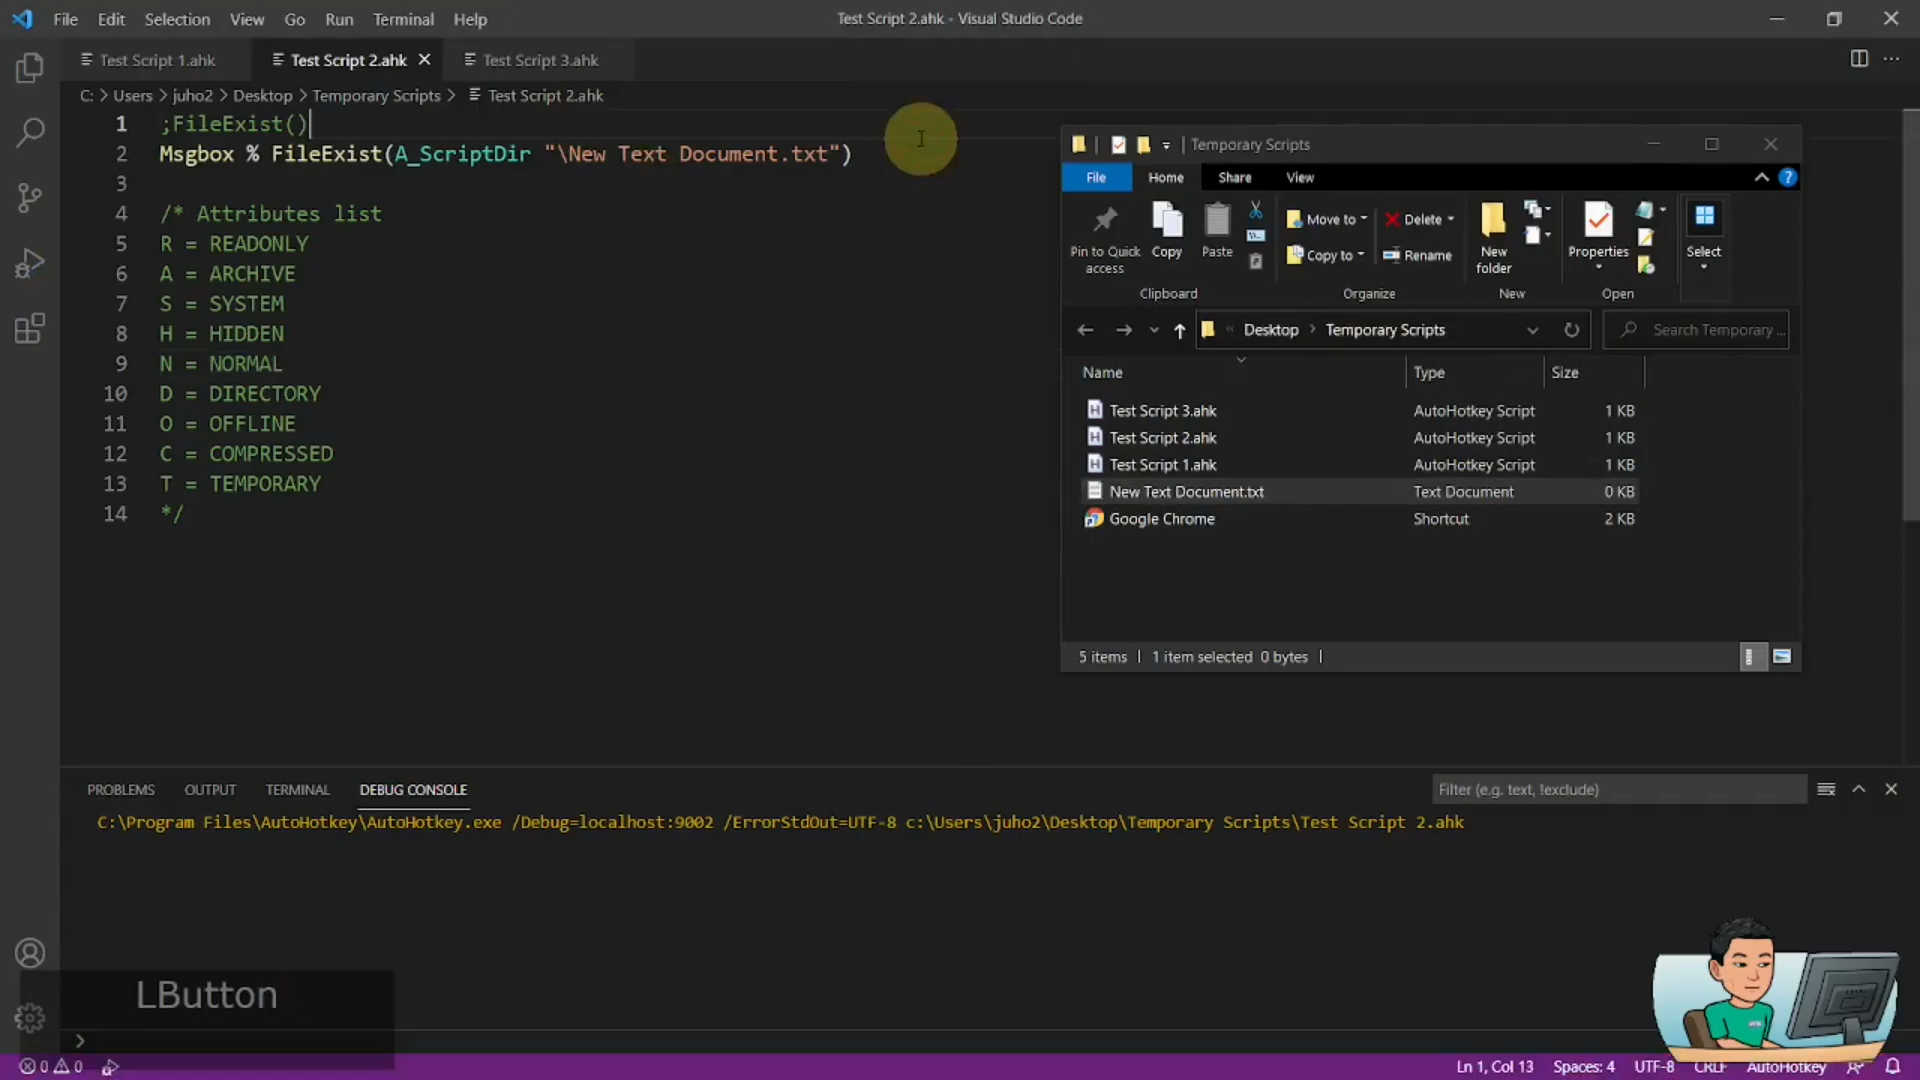 File Edit Selection View Go Run Terminal Help
Test Script 2.ahk - Visual Studio Code
Test Script 1.ahk
Test Script 2.ahk
Test Script 3.ahk
C: > Users > juho2 > Desktop > Temporary Scripts > Test Script 2.ahk
1 ;FileExist()
2 Msgbox % FileExist(A_ScriptDir "\New Text Document.txt")
3
4 /* Attributes list
5 R = READONLY
6 A = ARCHIVE
7 S = SYSTEM
8 H = HIDDEN
9 N = NORMAL
10 D = DIRECTORY
11 O = OFFLINE
12 C = COMPRESSED
13 T = TEMPORARY
14 */
Temporary Scripts
File Home Share View
Pin to Quick access
Copy
Paste
Move to
Copy to
Delete
Rename
New folder
Properties
Select
Clipboard Organize New Open
Desktop > Temporary Scripts
Search Temporary ...
Name Type Size
Test Script 3.ahk AutoHotkey Script 1 KB
Test Script 2.ahk AutoHotkey Script 1 KB
Test Script 1.ahk AutoHotkey Script 1 KB
New Text Document.txt Text Document 0 KB
Google Chrome Shortcut 2 KB
5 items | 1 item selected 0 bytes |
PROBLEMS OUTPUT TERMINAL DEBUG CONSOLE
Filter (e.g. text, !exclude)
C:\Program Files\AutoHotkey\AutoHotkey.exe /Debug=localhost:9002 /ErrorStdOut=UTF-8 c:\Users\juho2\Desktop\Temporary Scripts\Test Script 2.ahk
LButton
0 0
Ln 1, Col 13 Spaces: 4 UTF-8 CRLF AutoHotkey